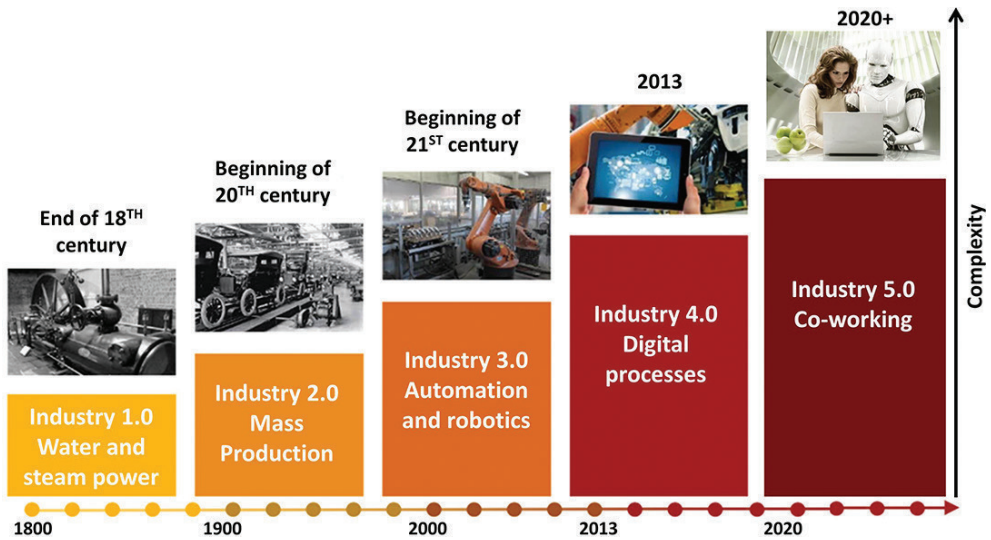 End of 18TH
century
Industry 1.0
Water and
steam power
Beginning of
20TH century
Industry 2.0
Mass
Production
Beginning of
21ST century
Industry 3.0
Automation
and robotics
2013
Industry 4.0
Digital
processes
2020+
Industry 5.0
Co-working
Complexity
1800
1900
2000
2013
2020